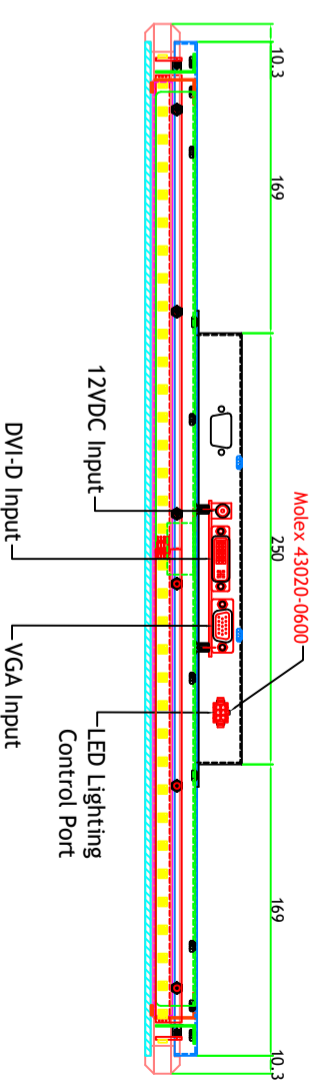 10.3
169
250
169
10.3
Molex 43020-0600
12VDC Input
DVI-D Input
VGA Input
LED Lighting
Control Port